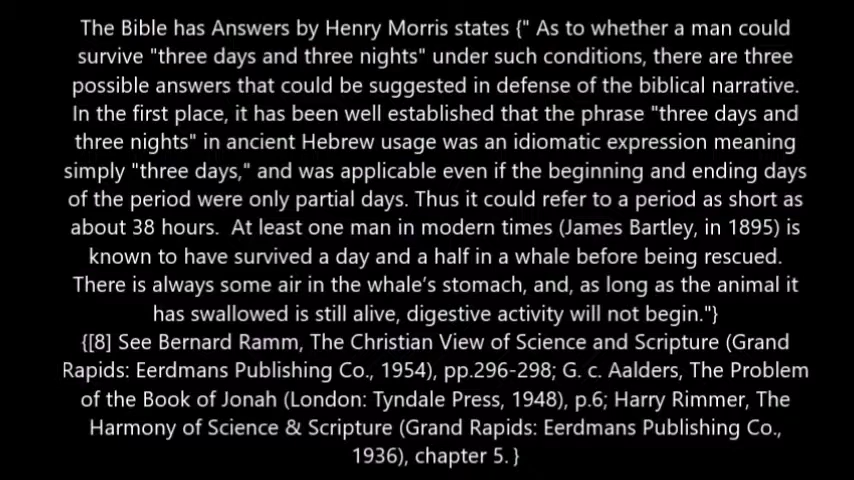 The Bible has Answers by Henry Morris states {" As to whether a man could
survive "three days and three nights" under such conditions, there are three
possible answers that could be suggested in defense of the biblical narrative.
In the first place, it has been well established that the phrase "three days and
three nights" in ancient Hebrew usage was an idiomatic expression meaning
simply "three days," and was applicable even if the beginning and ending days
of the period were only partial days. Thus it could refer to a period as short as
about 38 hours.  At least one man in modern times (James Bartley, in 1895) is
known to have survived a day and a half in a whale before being rescued.
There is always some air in the whale’s stomach, and, as long as the animal it
has swallowed is still alive, digestive activity will not begin."}
{[8] See Bernard Ramm, The Christian View of Science and Scripture (Grand
Rapids: Eerdmans Publishing Co., 1954), pp.296-298; G. c. Aalders, The Problem
of the Book of Jonah (London: Tyndale Press, 1948), p.6; Harry Rimmer, The
Harmony of Science & Scripture (Grand Rapids: Eerdmans Publishing Co.,
1936), chapter 5. }